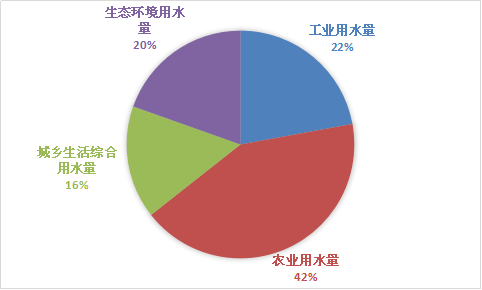 生态环境用水
量
20%
工业用水量
22%
城乡生活综合
用水量
16%
农业用水量
42%